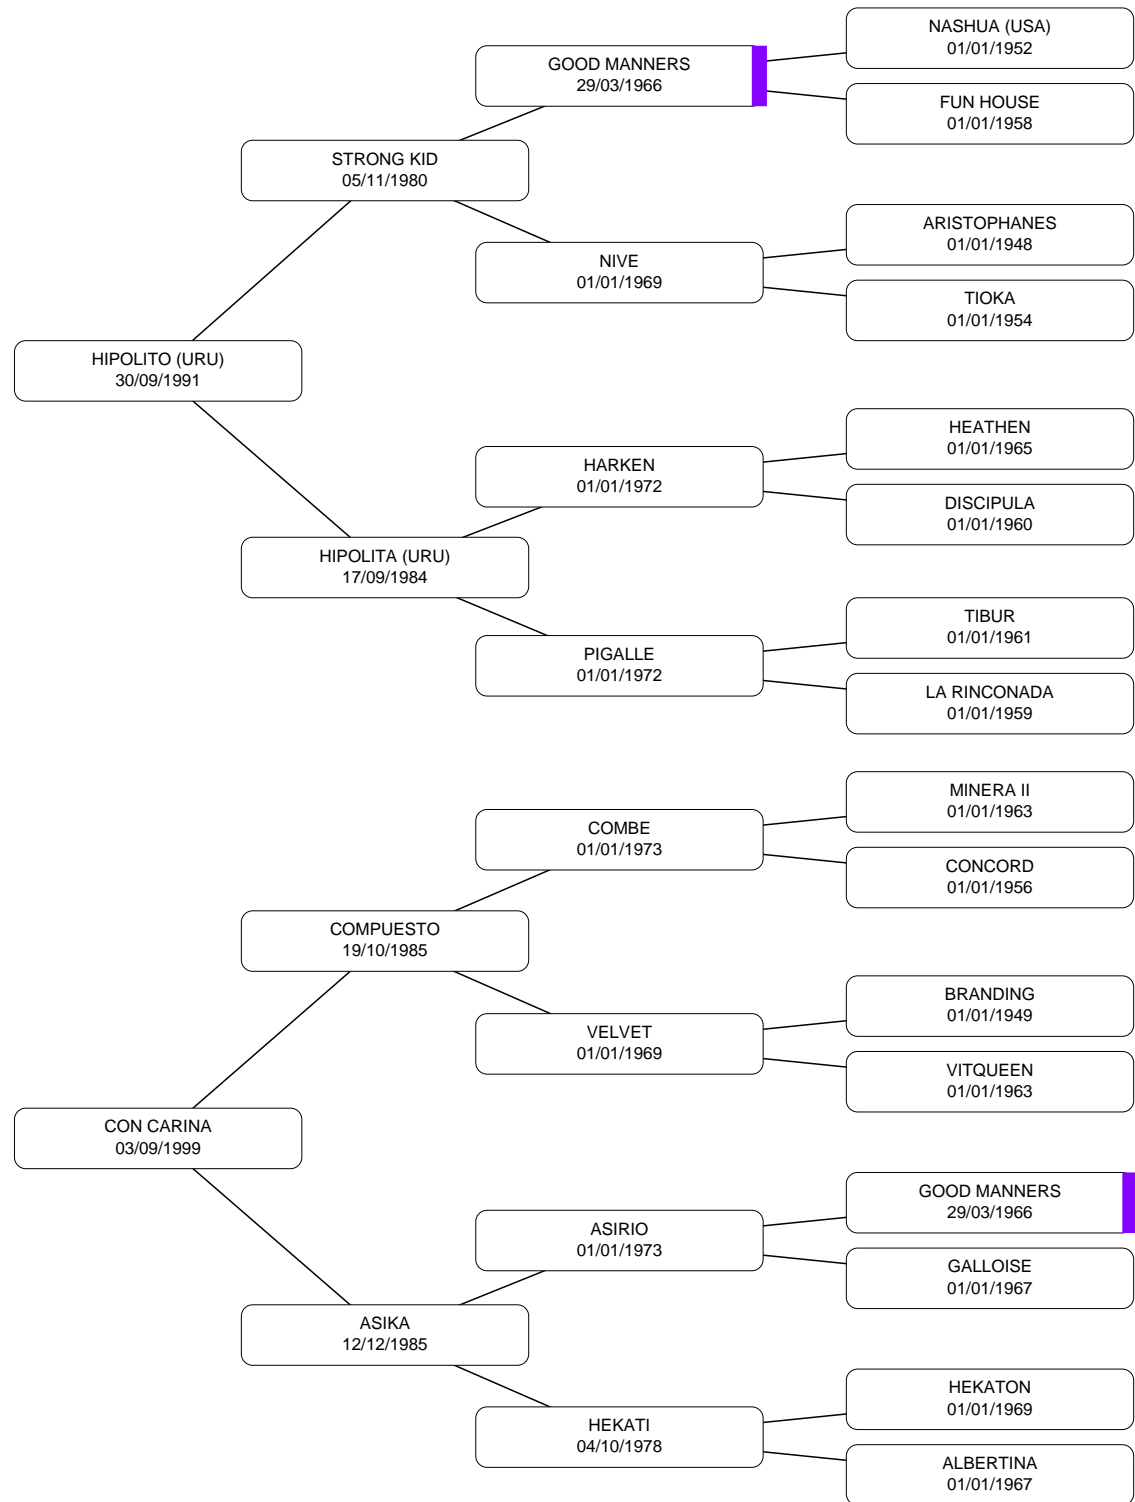 NASHUA (USA)
01/01/1952
GOOD MANNERS
29/03/1966
FUN HOUSE
01/01/1958
STRONG KID
05/11/1980
ARISTOPHANES
01/01/1948
NIVE
01/01/1969
TIOKA
01/01/1954
HIPOLITO (URU)
30/09/1991
HEATHEN
01/01/1965
HARKEN
01/01/1972
DISCIPULA
01/01/1960
HIPOLITA (URU)
17/09/1984
TIBUR
01/01/1961
PIGALLE
01/01/1972
LA RINCONADA
01/01/1959
MINERA II
01/01/1963
COMBE
01/01/1973
CONCORD
01/01/1956
COMPUESTO
19/10/1985
BRANDING
01/01/1949
VELVET
01/01/1969
VITQUEEN
01/01/1963
CON CARINA
03/09/1999
GOOD MANNERS
29/03/1966
ASIRIO
01/01/1973
GALLOISE
01/01/1967
ASIKA
12/12/1985
HEKATON
01/01/1969
HEKATI
04/10/1978
ALBERTINA
01/01/1967